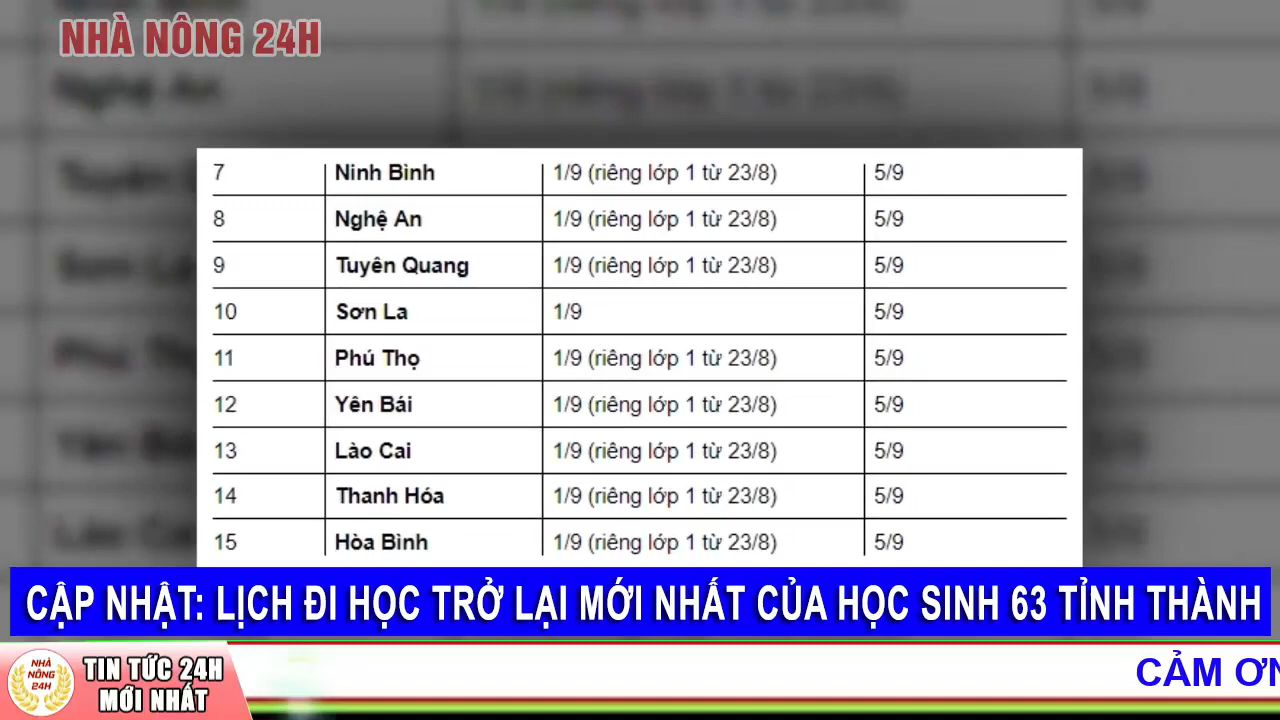 NHÀ NÔNG 24H
7 Ninh Bình 1/9 (riêng lớp 1 từ 23/8) 5/9
8 Nghệ An 1/9 (riêng lớp 1 từ 23/8) 5/9
9 Tuyên Quang 1/9 (riêng lớp 1 từ 23/8) 5/9
10 Sơn La 1/9 5/9
11 Phú Thọ 1/9 (riêng lớp 1 từ 23/8) 5/9
12 Yên Bái 1/9 (riêng lớp 1 từ 23/8) 5/9
13 Lào Cai 1/9 (riêng lớp 1 từ 23/8) 5/9
14 Thanh Hóa 1/9 (riêng lớp 1 từ 23/8) 5/9
15 Hòa Bình 1/9 (riêng lớp 1 từ 23/8) 5/9
CẬP NHẬT: LỊCH ĐI HỌC TRỞ LẠI MỚI NHẤT CỦA HỌC SINH 63 TỈNH THÀNH
NHÀ
NÔNG
24H
TIN TỨC 24H
MỚI NHẤT
CẢM ƠN